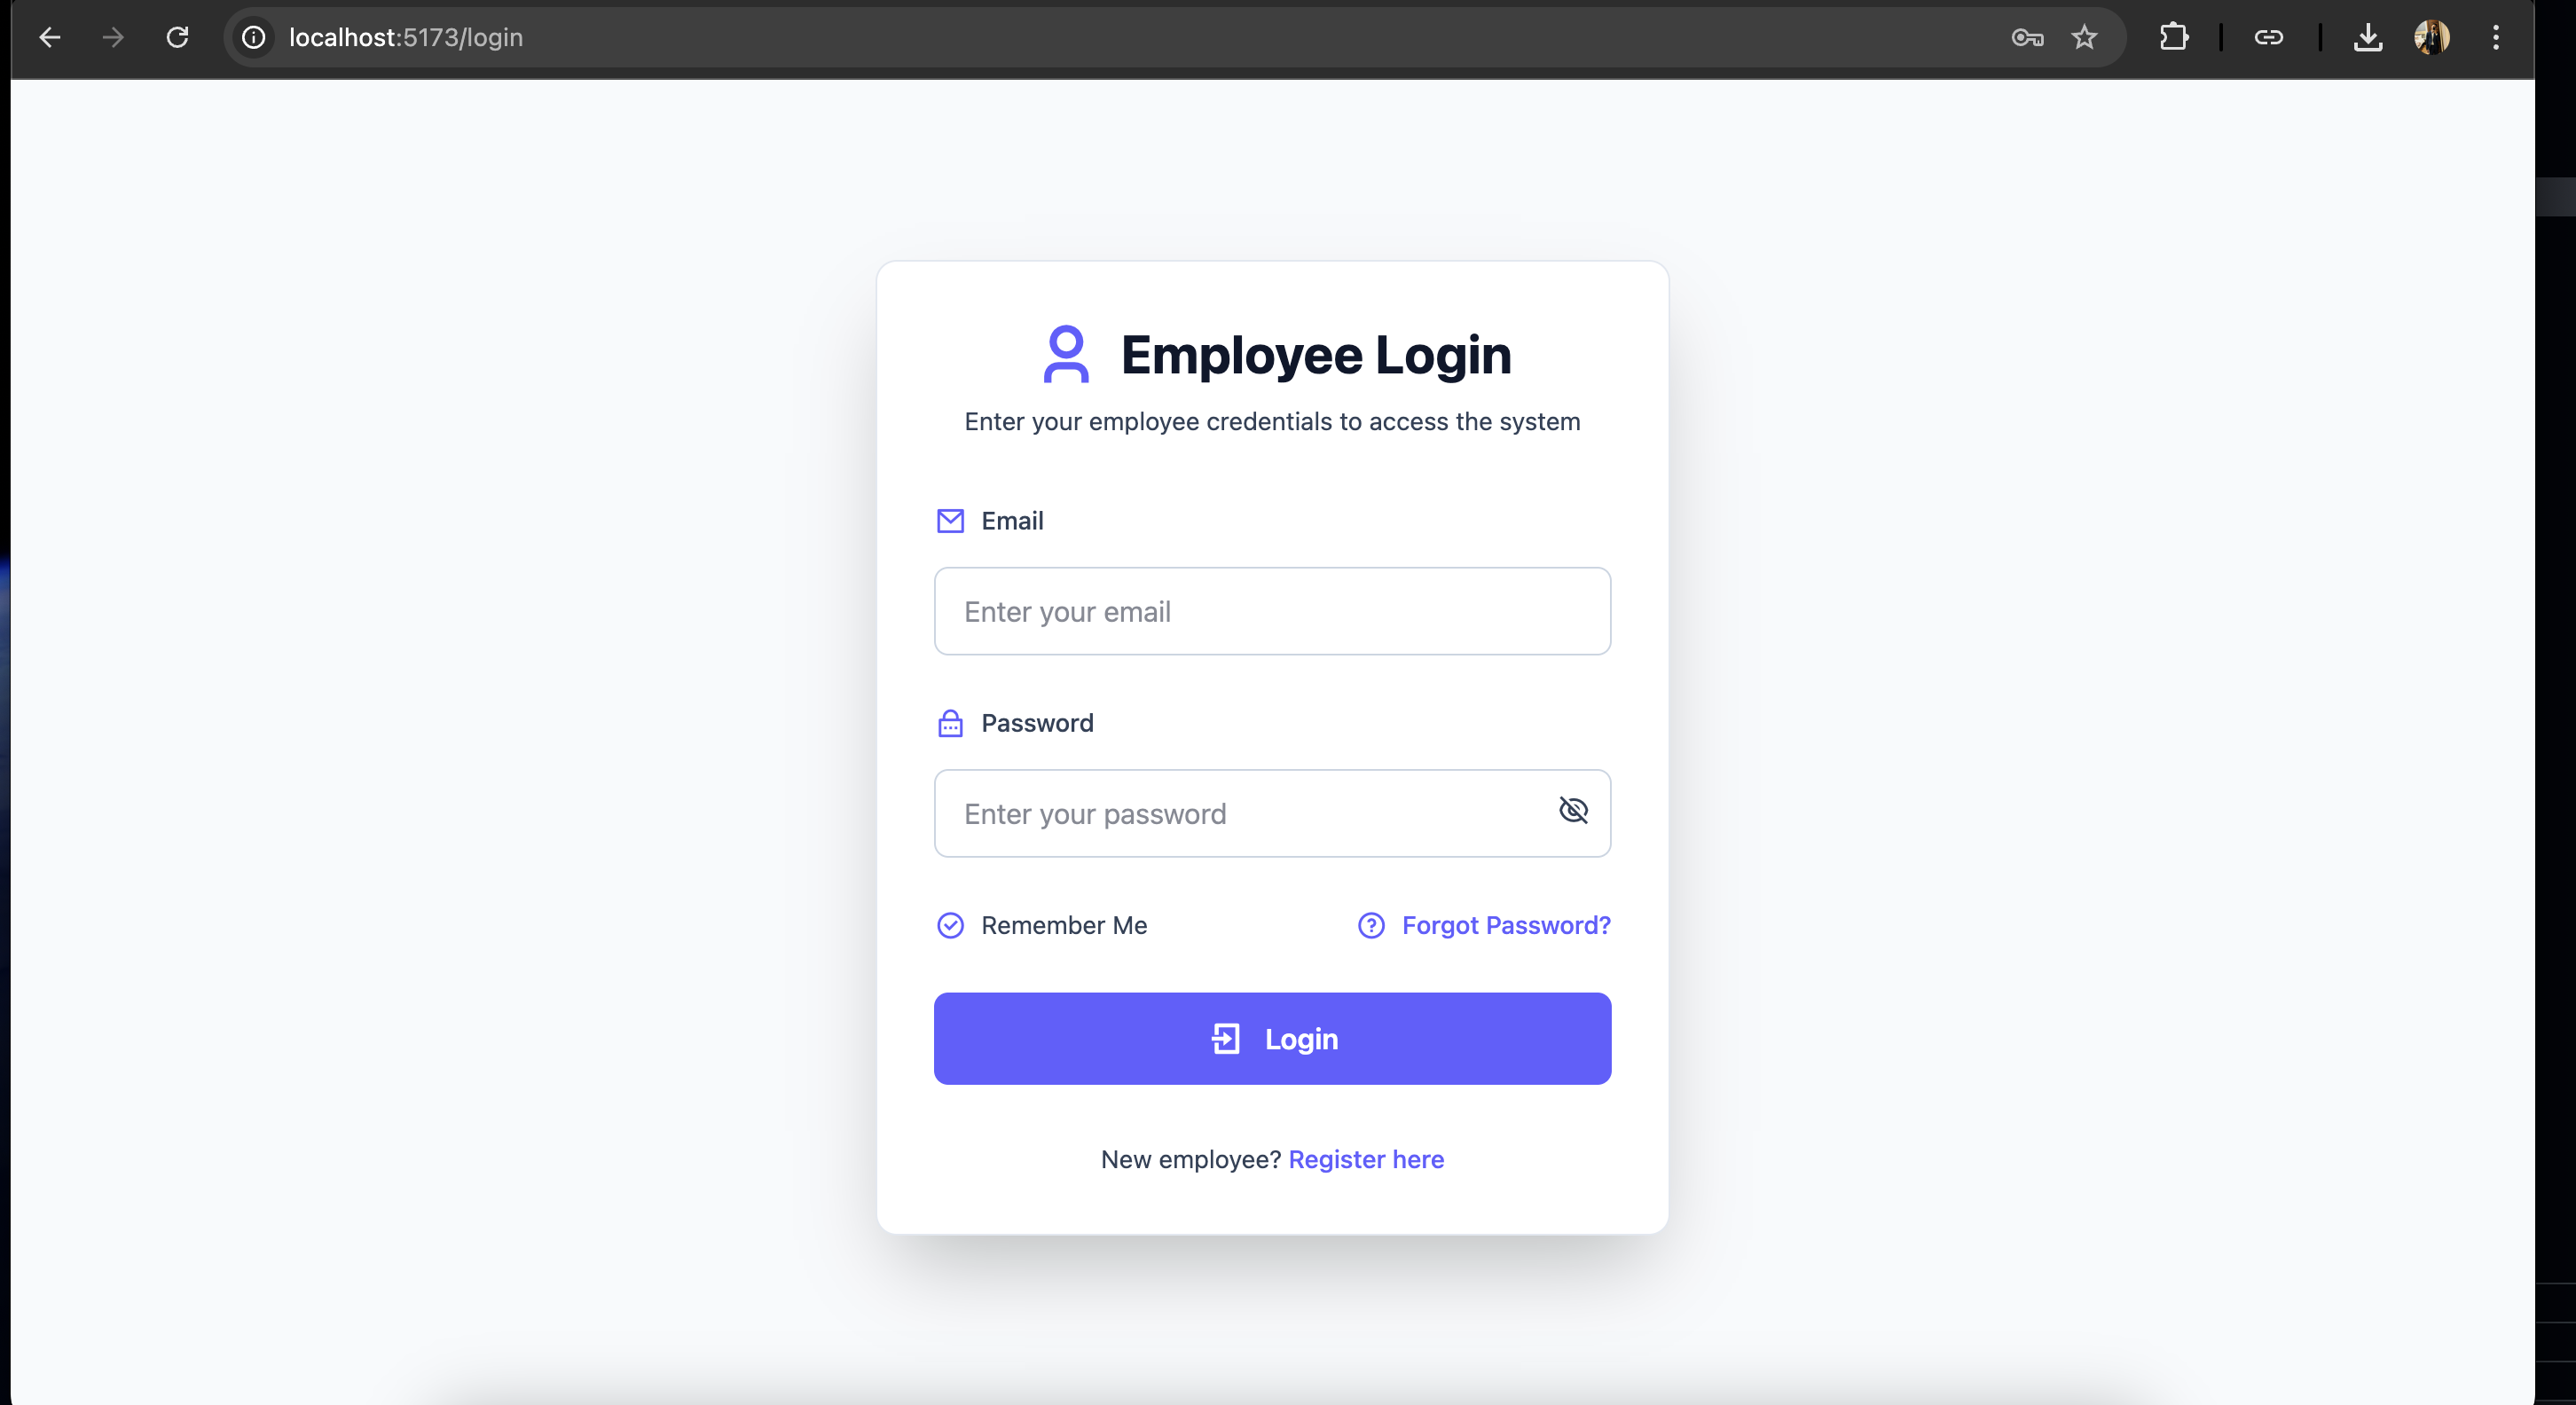 localhost:5173/login
Employee Login
Enter your employee credentials to access the system
Email
Enter your email
Password
Enter your password
Remember Me
Forgot Password?
Login
New employee? Register here